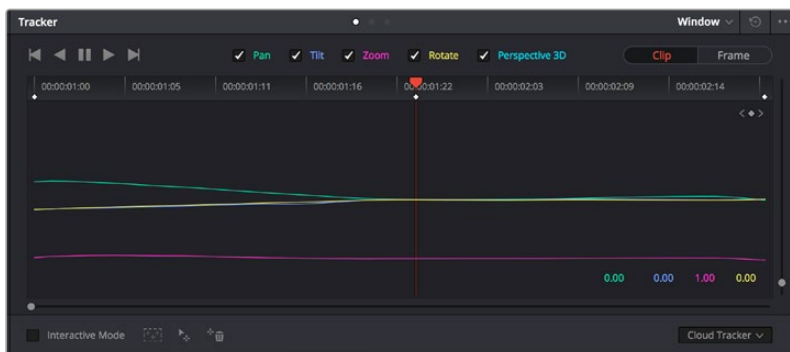 Tracker Window
Pan Tilt Zoom Rotate Perspective 3D Clip Frame
00:00:01:00 00:00:01:05 00:00:01:11 00:00:01:16 00:00:01:22 00:00:02:03 00:00:02:09 00:00:02:14
0.00 0.00 1.00 0.00
Interactive Mode Cloud Tracker